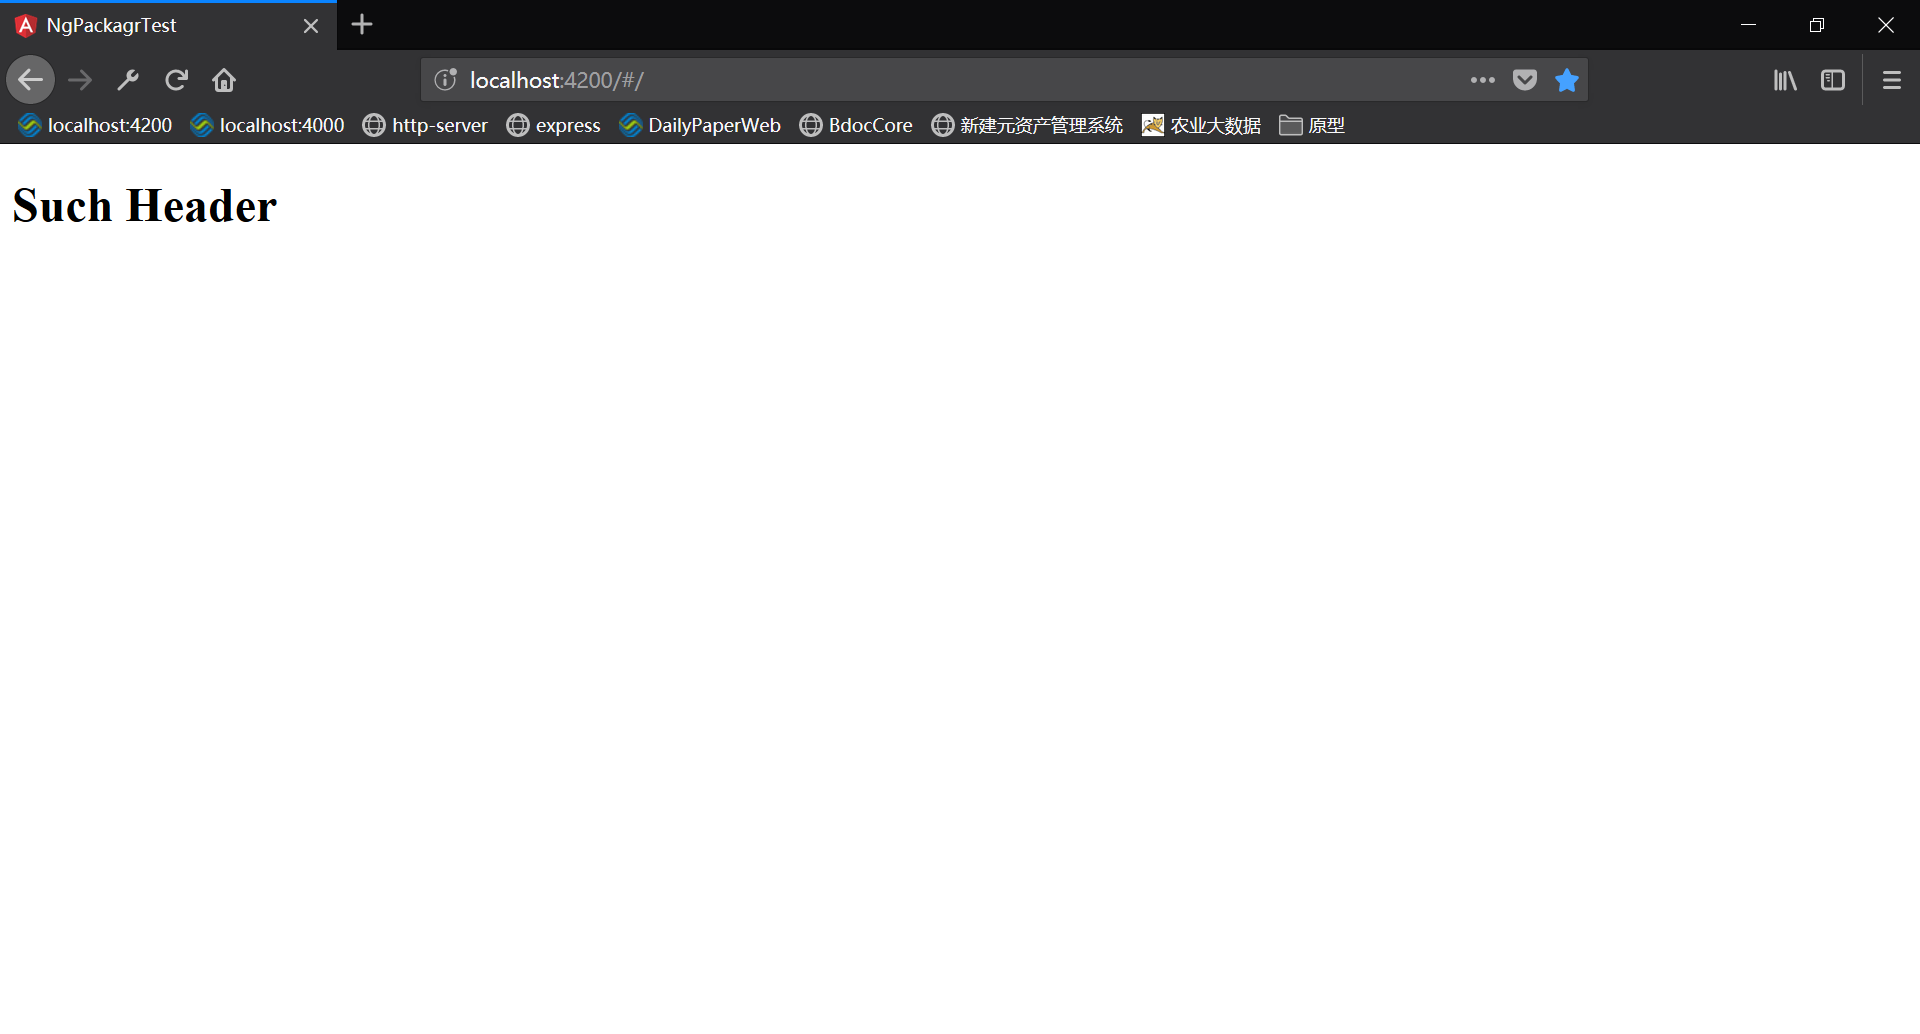 NgPackagrTest
localhost:4200/#/
localhost:4200 localhost:4000 http-server express DailyPaperWeb BdocCore 新建元资产管理系统 农业大数据 原型
Such Header